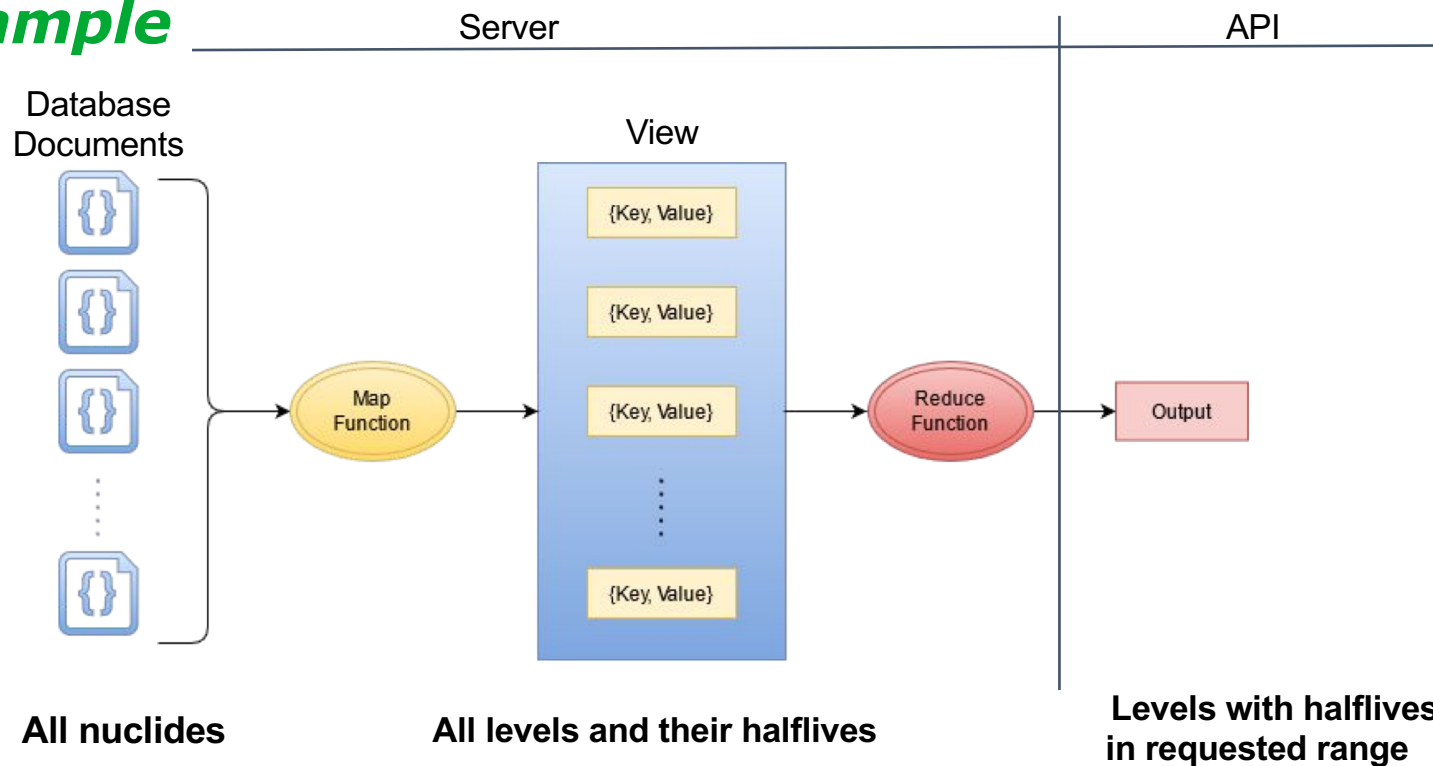 ample
Server
API
Database
Documents
View
{}
{}
{}
{}
{Key, Value}
{Key, Value}
{Key, Value}
{Key, Value}
Map
Function
Reduce
Function
Output
All nuclides
All levels and their halflives
Levels with halflives
in requested range